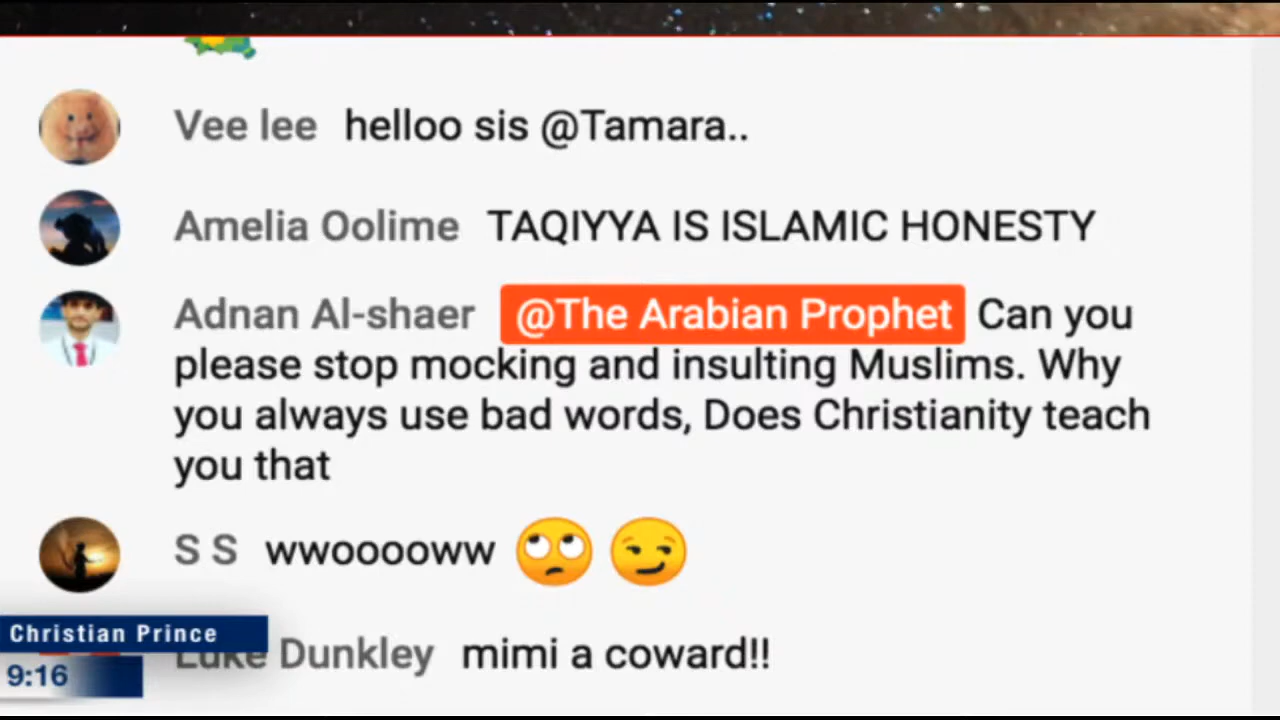 Vee lee helloo sis @Tamara..
Amelia Oolime TAQIYYA IS ISLAMIC HONESTY
Adnan Al-shaer @The Arabian Prophet Can you
please stop mocking and insulting Muslims. Why
you always use bad words, Does Christianity teach
you that
S S wwooooww
Christian Prince
Luke Dunkley mimi a coward!!
9:16